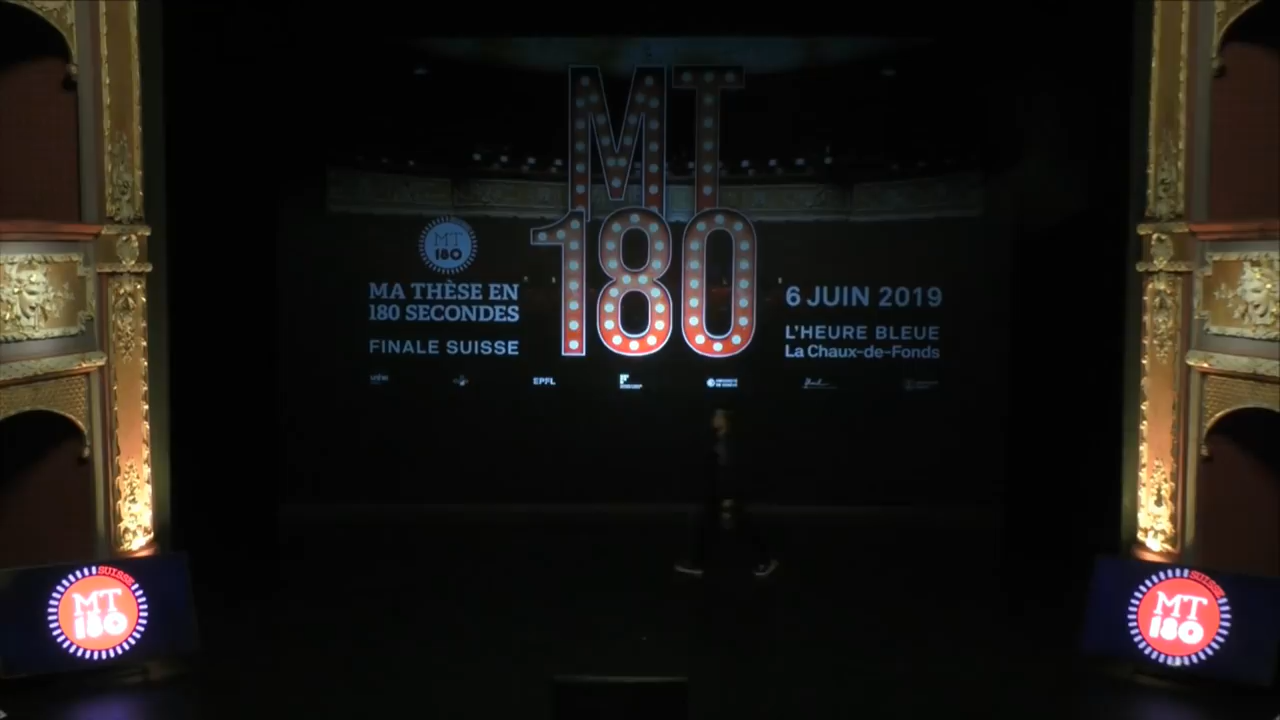 MT
180
MT
180
MA THÈSE EN
180 SECONDES
FINALE SUISSE
6 JUIN 2019
L'HEURE BLEUE
La Chaux-de-Fonds
EPFL
SUISSE
MT
180
SUISSE
MT
180